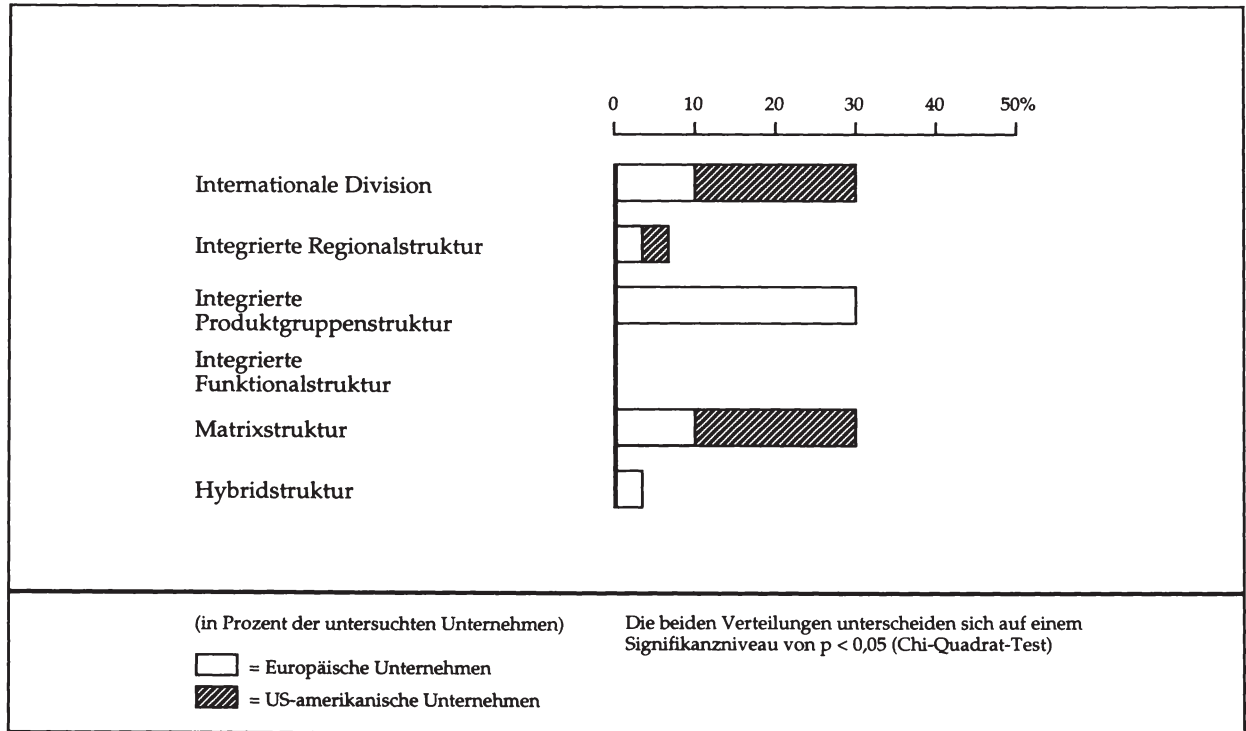 0 10 20 30 40 50%
Internationale Division
Integrierte Regionalstruktur
Integrierte
Produktgruppenstruktur
Integrierte
Funktionalstruktur
Matrixstruktur
Hybridstruktur
(in Prozent der untersuchten Unternehmen)
= Europäische Unternehmen
= US-amerikanische Unternehmen
Die beiden Verteilungen unterscheiden sich auf einem
Signifikanzniveau von p < 0,05 (Chi-Quadrat-Test)